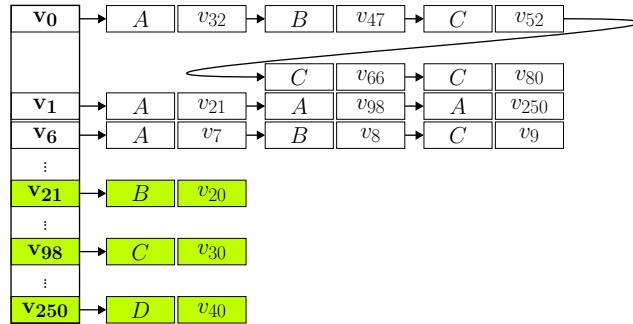 v0 A v32 B v47 C v52
C v66 C v80
v1 A v21 A v98 A v250
v6 A v7 B v8 C v9
⋮
v21 B v20
⋮
v98 C v30
⋮
v250 D v40